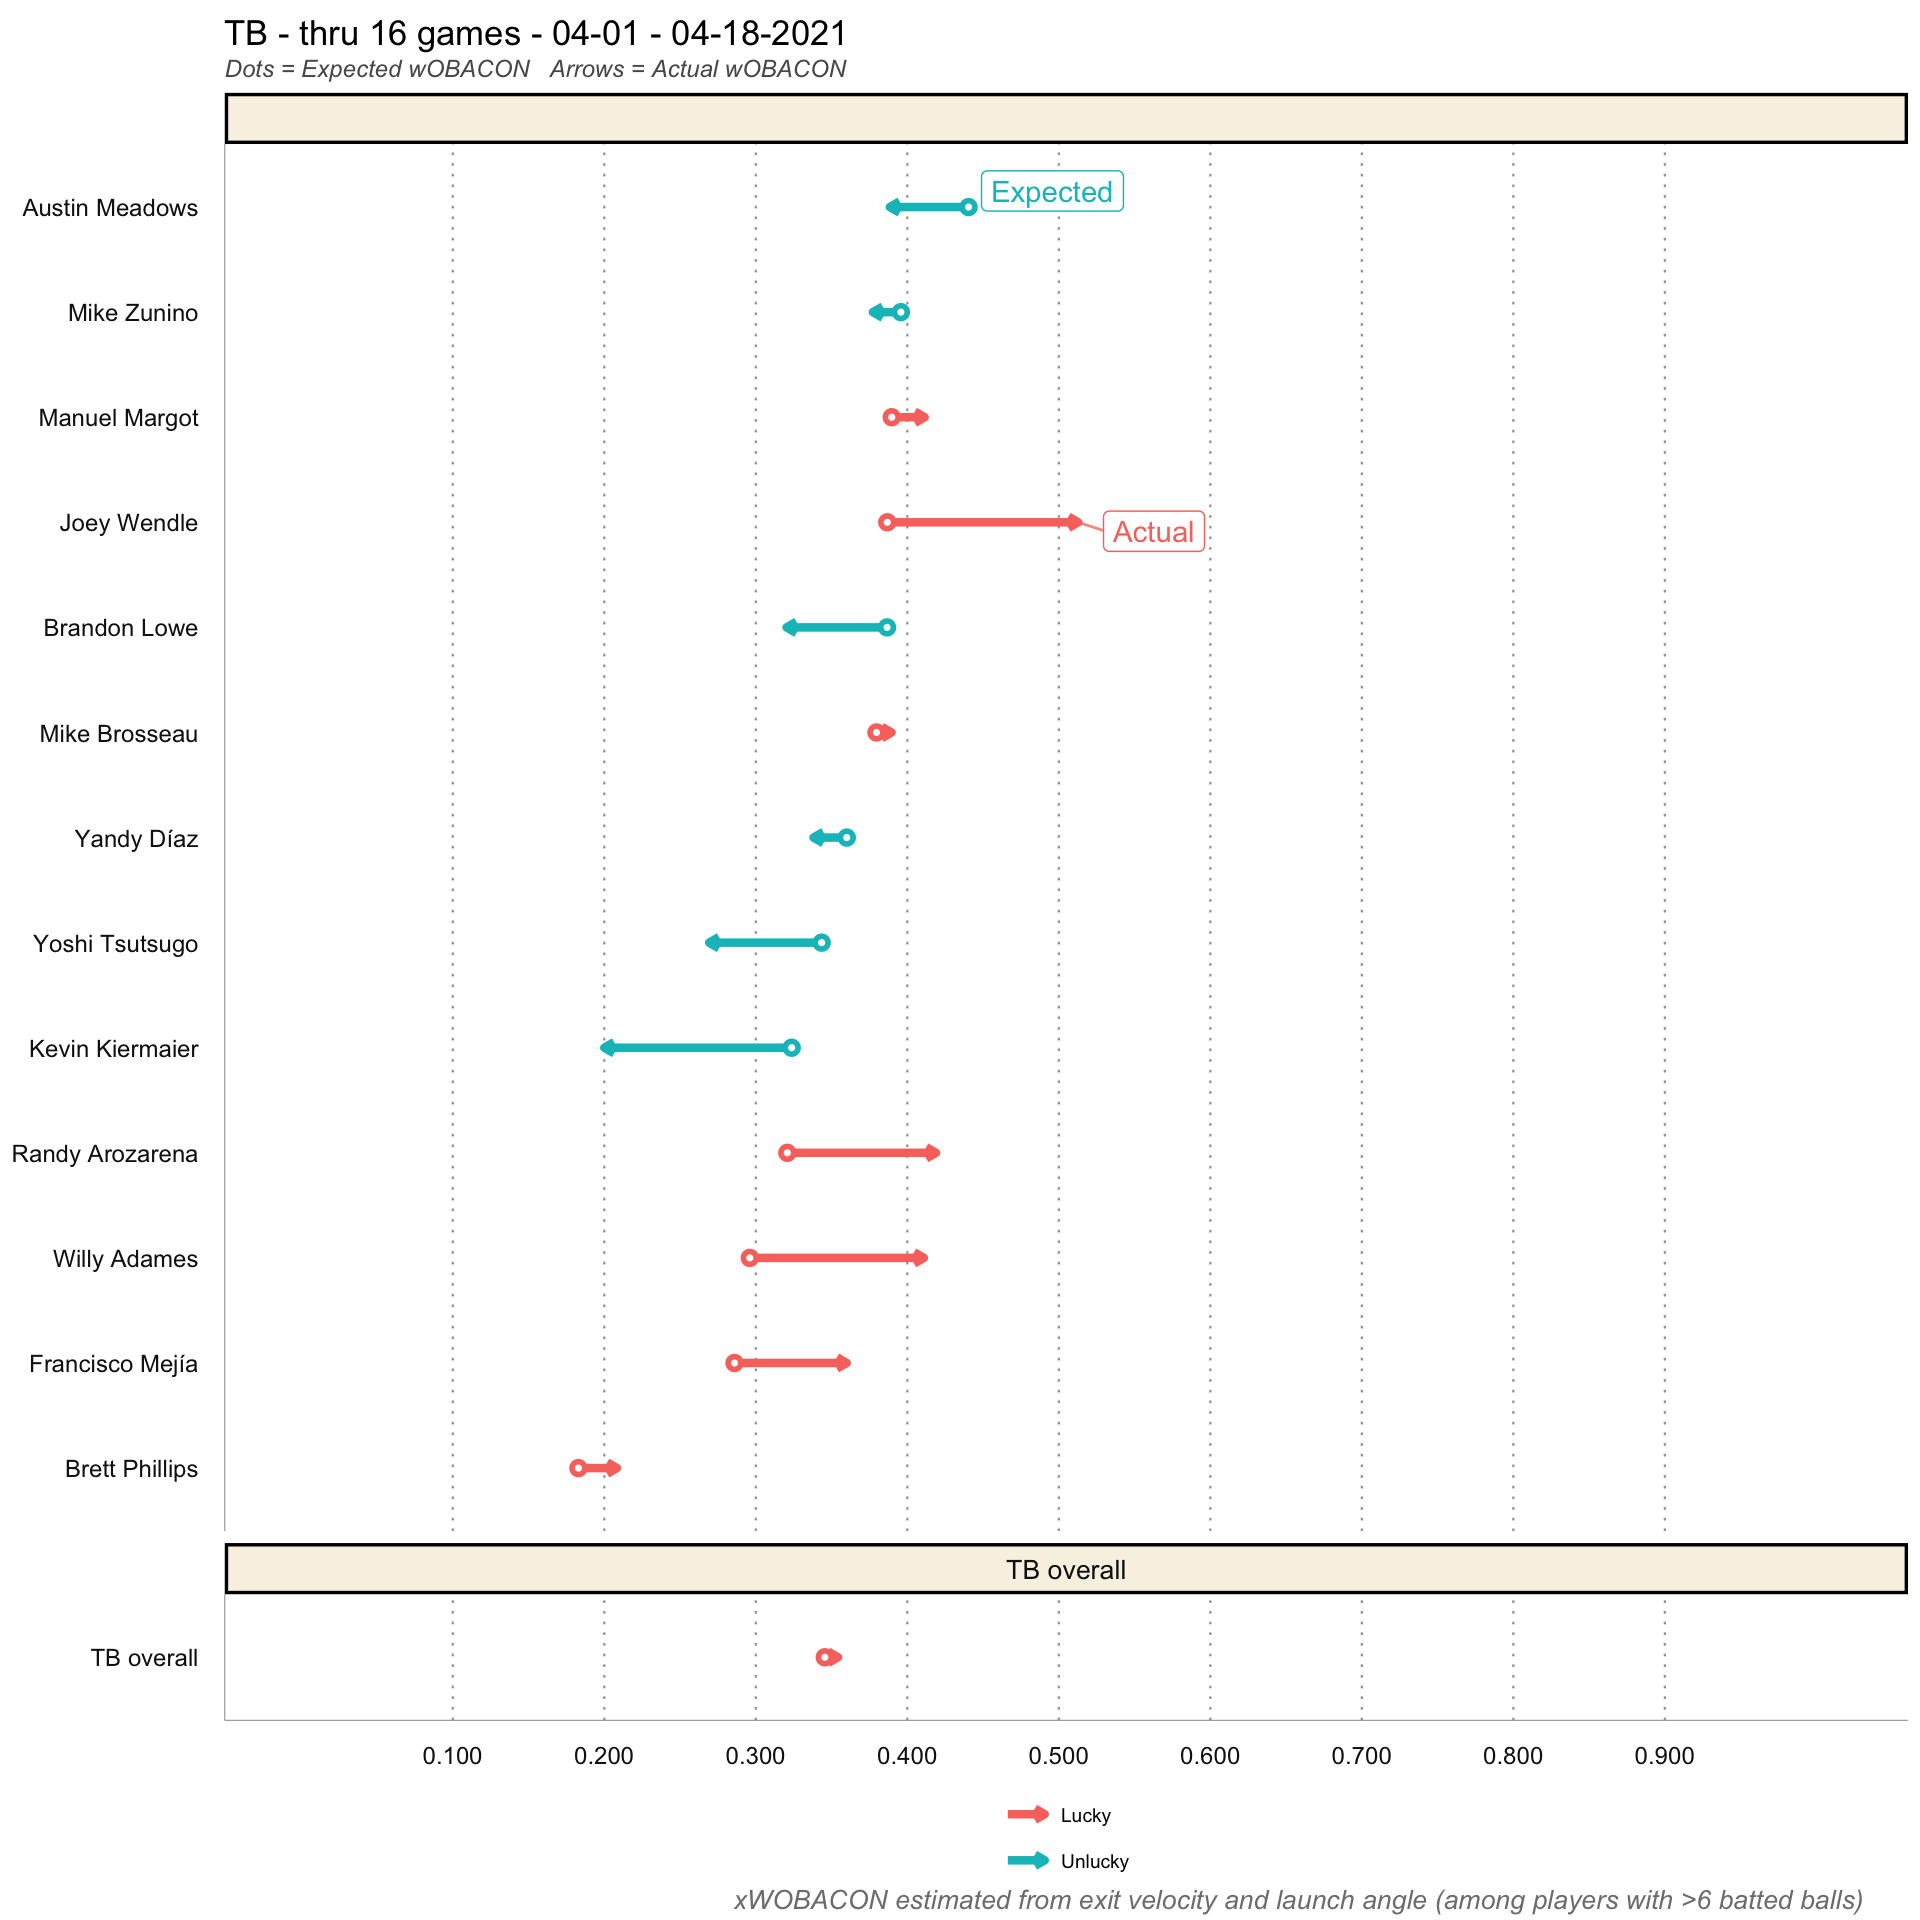 TB - thru 16 games - 04-01 - 04-18-2021
Dots = Expected wOBACON   Arrows = Actual wOBACON
Austin Meadows
Expected
Mike Zunino
Manuel Margot
Joey Wendle
Actual
Brandon Lowe
Mike Brosseau
Yandy Díaz
Yoshi Tsutsugo
Kevin Kiermaier
Randy Arozarena
Willy Adames
Francisco Mejía
Brett Phillips
TB overall
TB overall
0.100 0.200 0.300 0.400 0.500 0.600 0.700 0.800 0.900
Lucky
Unlucky
xWOBACON estimated from exit velocity and launch angle (among players with >6 batted balls)